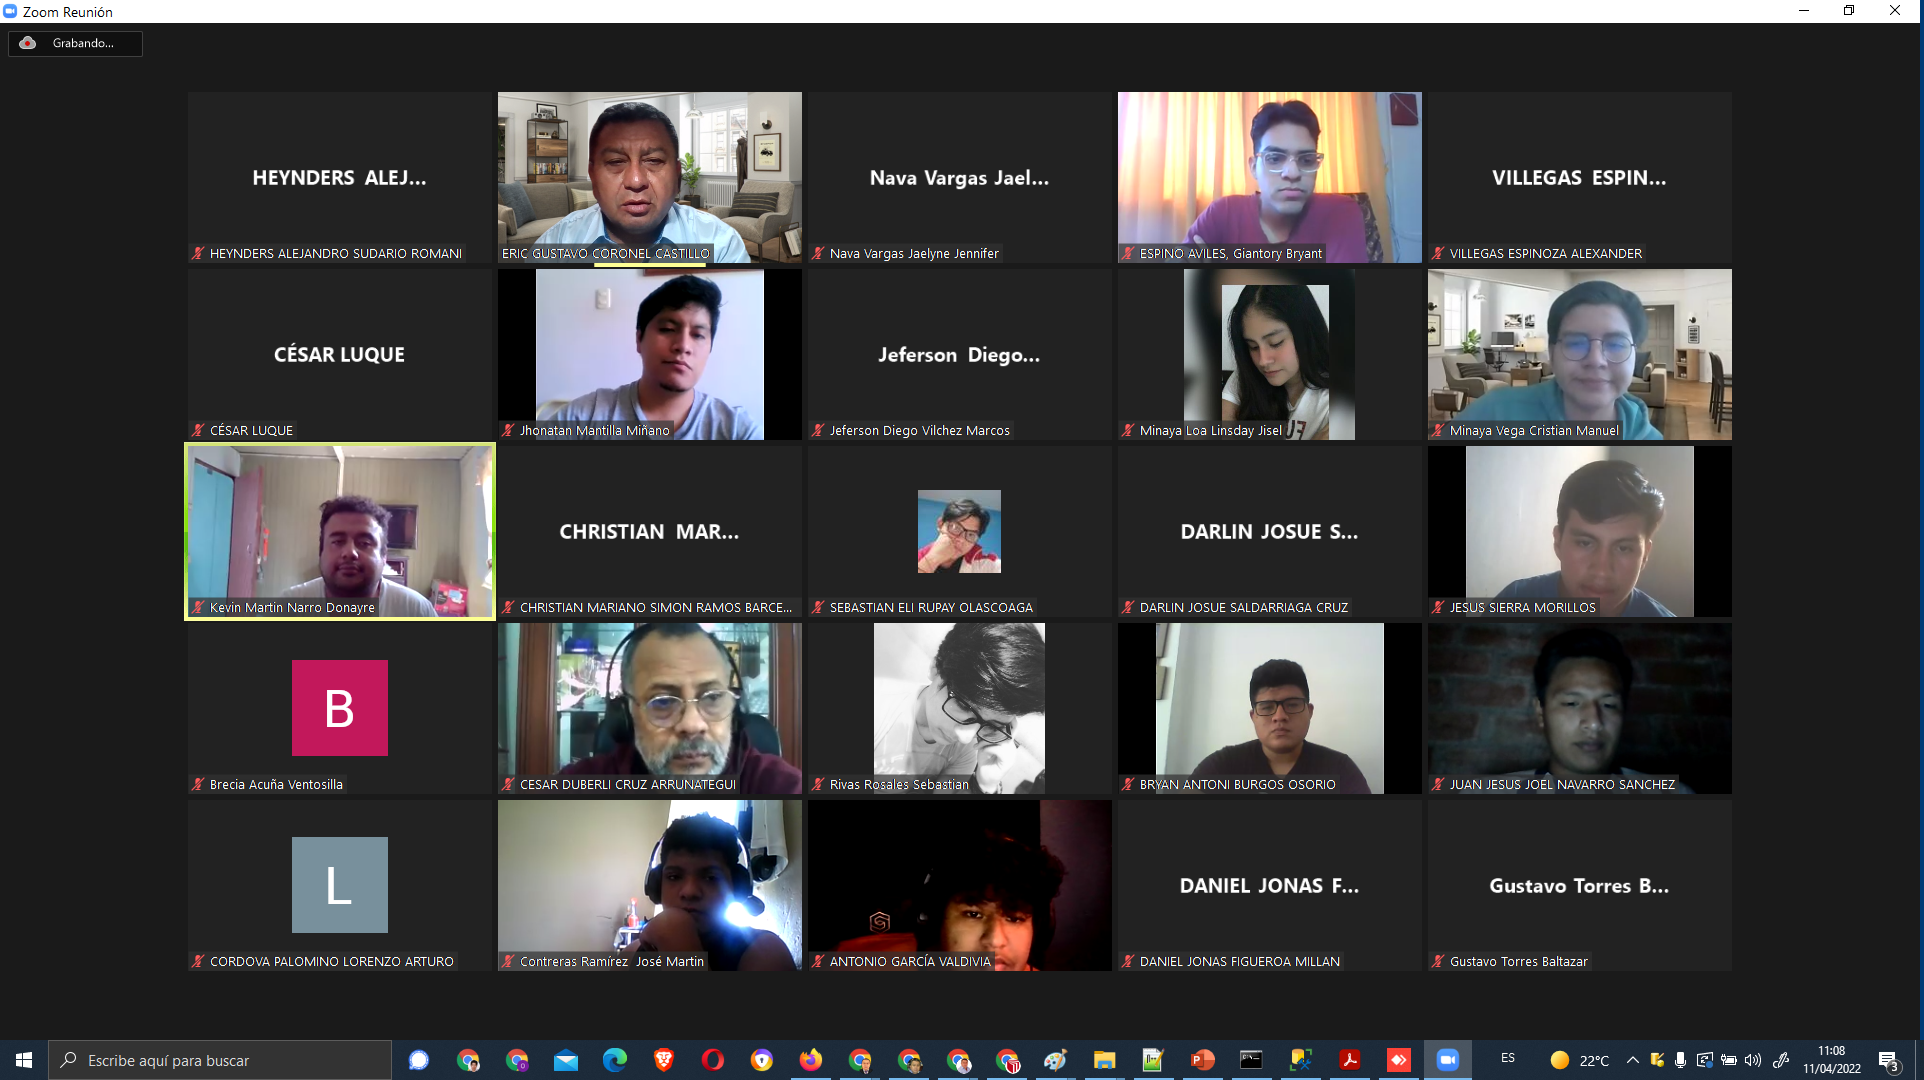 Zoom Reunión
Grabando...
HEYNDERS ALEJ...
HEYNDERS ALEJANDRO SUDARIO ROMANI
ERIC GUSTAVO CORONEL CASTILLO
Nava Vargas Jael...
Nava Vargas Jaelyne Jennifer
ESPINO AVILES, Giantory Bryant
VILLEGAS ESPIN...
VILLEGAS ESPINOZA ALEXANDER
CÉSAR LUQUE
CÉSAR LUQUE
Jhonatan Mantilla Miñano
Jeferson Diego...
Jeferson Diego Vilchez Marcos
Minaya Loa Linsday Jisel
Minaya Vega Cristian Manuel
Kevin Martin Narro Donayre
CHRISTIAN MAR...
CHRISTIAN MARIANO SIMON RAMOS BARCE...
SEBASTIAN ELI RUPAY OLASCOAGA
DARLIN JOSUE S...
DARLIN JOSUE SALDARRIAGA CRUZ
JESUS SIERRA MORILLOS
B
Brecia Acuña Ventosilla
CESAR DUBERLI CRUZ ARRUNATEGUI
Rivas Rosales Sebastian
BRYAN ANTONI BURGOS OSORIO
JUAN JESUS JOEL NAVARRO SANCHEZ
L
CORDOVA PALOMINO LORENZO ARTURO
Contreras Ramírez José Martin
ANTONIO GARCÍA VALDIVIA
DANIEL JONAS F...
DANIEL JONAS FIGUEROA MILLAN
Gustavo Torres B...
Gustavo Torres Baltazar
Escribe aquí para buscar
ES
22°C
11:08
11/04/2022
3